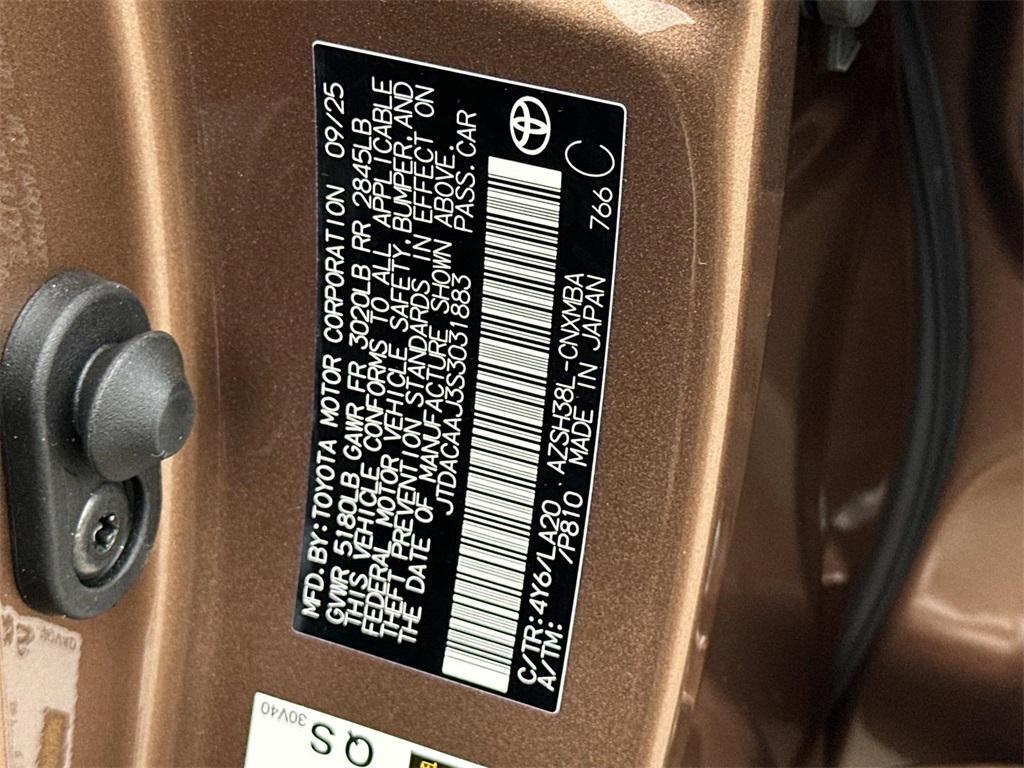 MFD. BY: TOYOTA MOTOR CORPORATION 09/25
GVWR 5180LB GAWR FR 3020LB RR 2845LB
THIS VEHICLE CONFORMS TO ALL APPLICABLE
FEDERAL MOTOR VEHICLE SAFETY, BUMPER, AND
THEFT PREVENTION STANDARDS IN EFFECT ON
THE DATE OF MANUFACTURE SHOWN ABOVE.
JTDACAAJ3S3031883 PASS. CAR
C/TR: 4Y6/LA20 AZSH38L-CNXMBA 766 C
A/TM: /P810 MADE IN JAPAN
30V40
QS